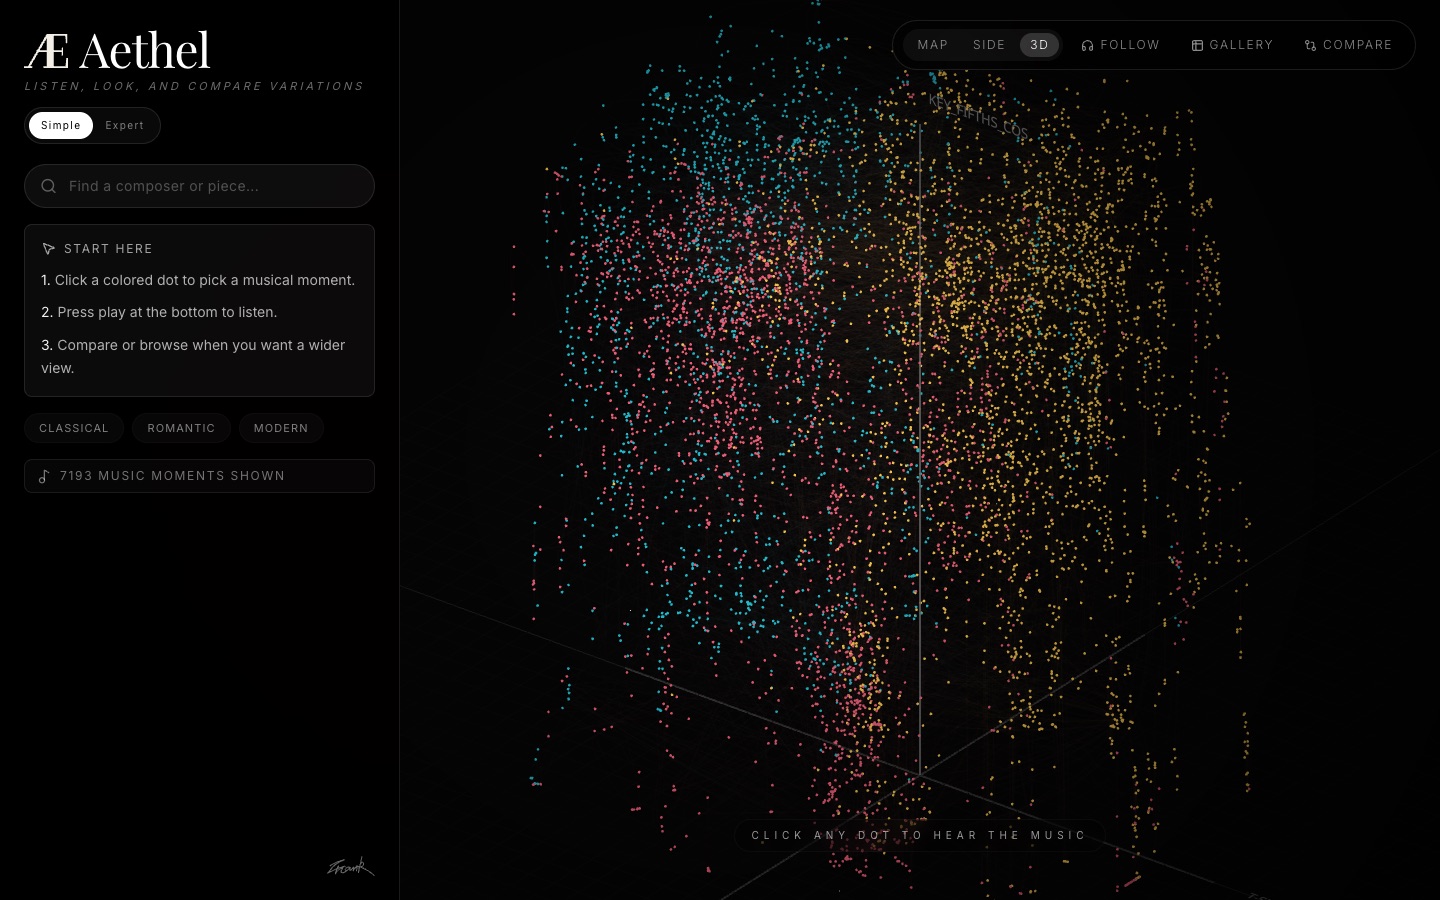 Æ Aethel
LISTEN, LOOK, AND COMPARE VARIATIONS
Simple Expert
Find a composer or piece...
START HERE
1. Click a colored dot to pick a musical moment.
2. Press play at the bottom to listen.
3. Compare or browse when you want a wider
view.
CLASSICAL ROMANTIC MODERN
7193 MUSIC MOMENTS SHOWN
Frank
MAP SIDE 3D FOLLOW GALLERY COMPARE
KEY FIFTHS COS
CLICK ANY DOT TO HEAR THE MUSIC